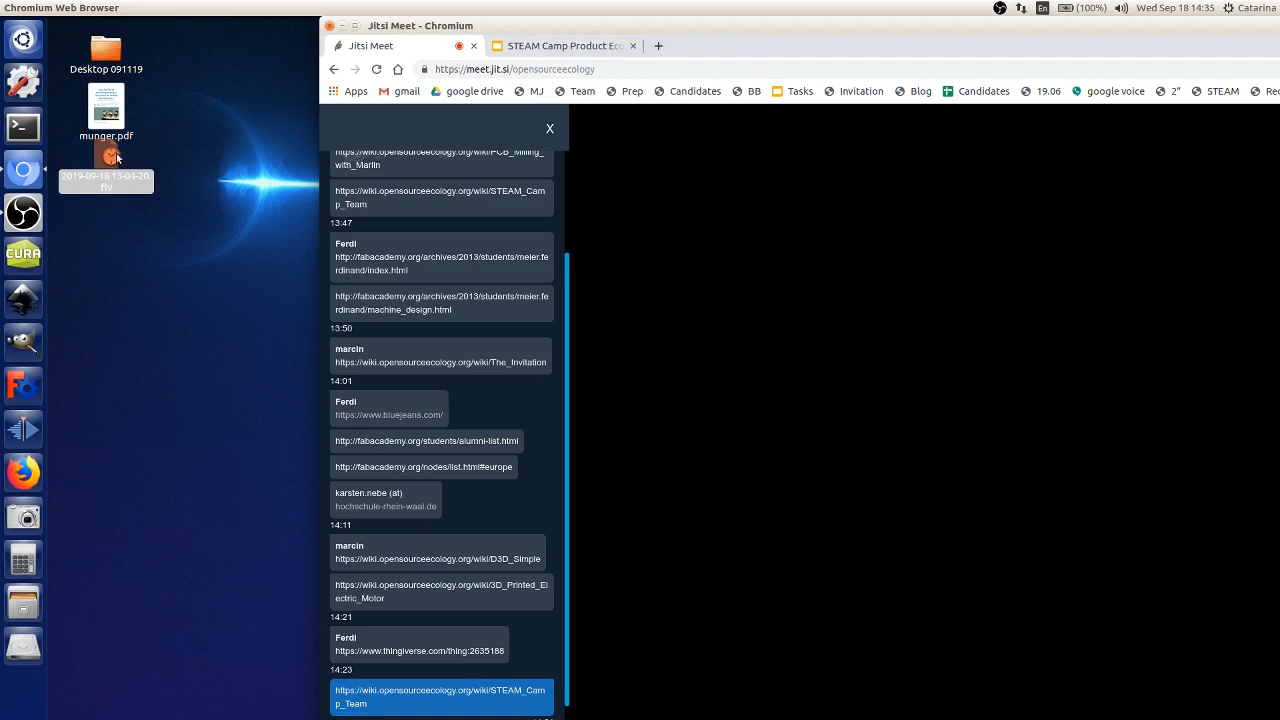 Chromium Web Browser
En
(100%)
Wed Sep 18 14:35
Catarina
Desktop 091119
munger.pdf
2019-09-18 13-04-20.
flv
CURA
Jitsi Meet - Chromium
Jitsi Meet
STEAM Camp Product Eco
https://meet.jit.si/opensourceecology
Apps
gmail
google drive
WU
Team
Prep
Candidates
BB
Tasks
Invitation
Blog
Candidates
19.06
google voice
2"
STEAM
Rec
X
https://wiki.opensourceecology.org/wiki/PCB_Milling_
with_Marlin
https://wiki.opensourceecology.org/wiki/STEAM_Cam
p_Team
13:47
Ferdi
http://fabacademy.org/archives/2013/students/meier.fe
rdinand/index.html
http://fabacademy.org/archives/2013/students/meier.fe
rdinand/machine_design.html
13:50
marcin
https://wiki.opensourceecology.org/wiki/The_Invitation
14:01
Ferdi
https://www.bluejeans.com/
http://fabacademy.org/students/alumni-list.html
http://fabacademy.org/nodes/list.html#europe
karsten.nebe (at)
hochschule-rhein-waal.de
14:11
marcin
https://wiki.opensourceecology.org/wiki/D3D_Simple
https://wiki.opensourceecology.org/wiki/3D_Printed_El
ectric_Motor
14:21
Ferdi
https://www.thingiverse.com/thing:2635188
14:23
https://wiki.opensourceecology.org/wiki/STEAM_Cam
p_Team